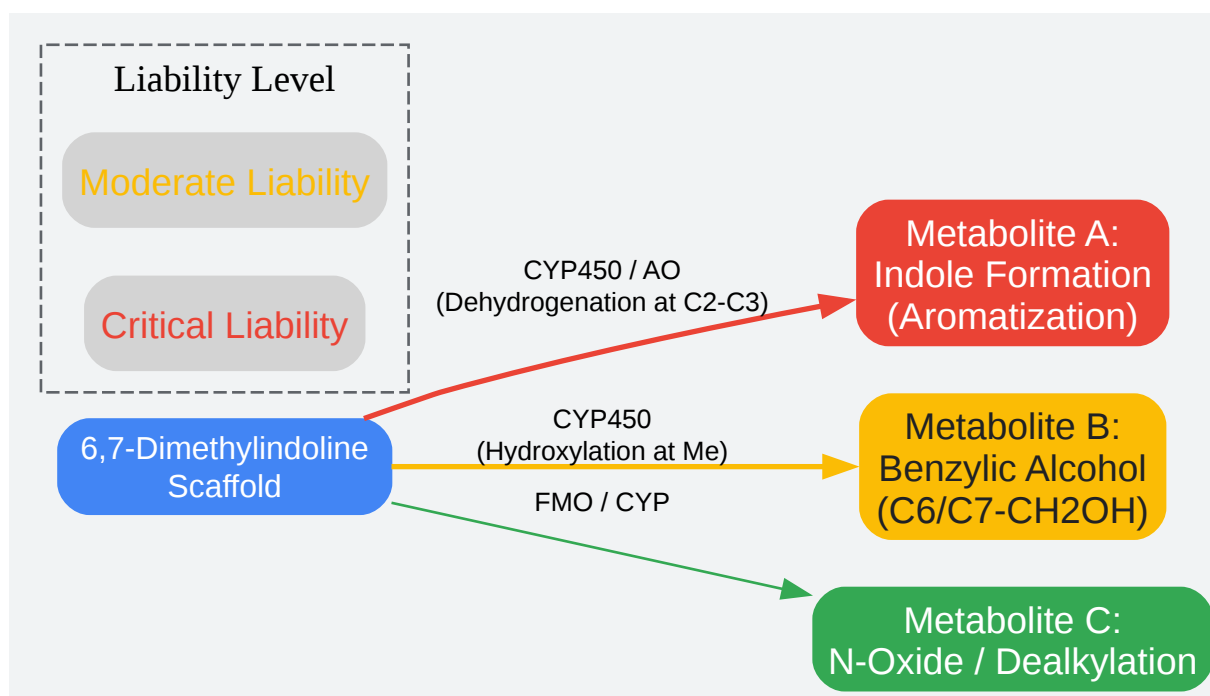 Liability Level
Moderate Liability
Critical Liability
6,7-Dimethylindoline
Scaffold
CYP450 / AO
(Dehydrogenation at C2-C3)
CYP450
(Hydroxylation at Me)
FMO / CYP
Metabolite A:
Indole Formation
(Aromatization)
Metabolite B:
Benzylic Alcohol
(C6/C7-CH2OH)
Metabolite C:
N-Oxide / Dealkylation